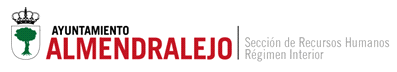 AYUNTAMIENTO
ALMENDRALEJO
Sección de Recursos Humanos
Régimen Interior